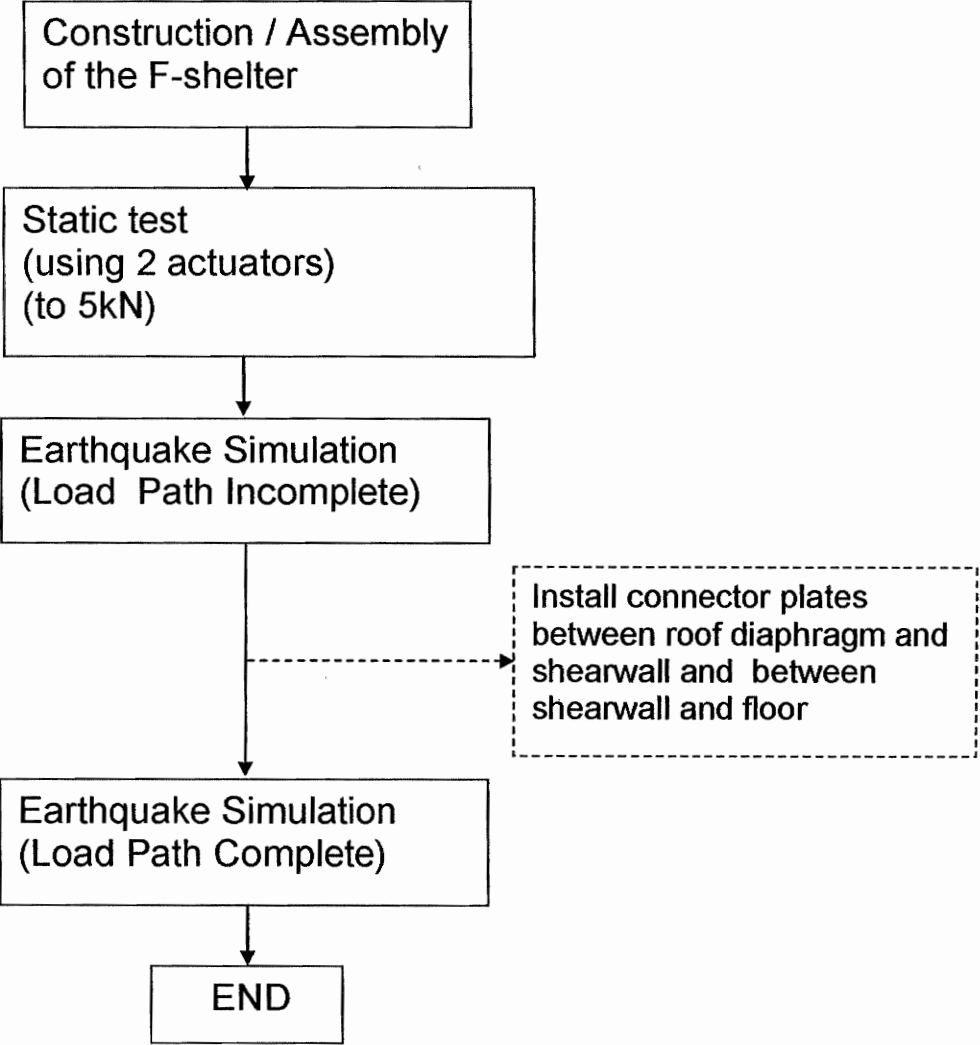 Construction / Assembly
of the F-shelter
Static test
(using 2 actuators)
(to 5kN)
Earthquake Simulation
(Load Path Incomplete)
Install connector plates
between roof diaphragm and
shearwall and between
shearwall and floor
Earthquake Simulation
(Load Path Complete)
END